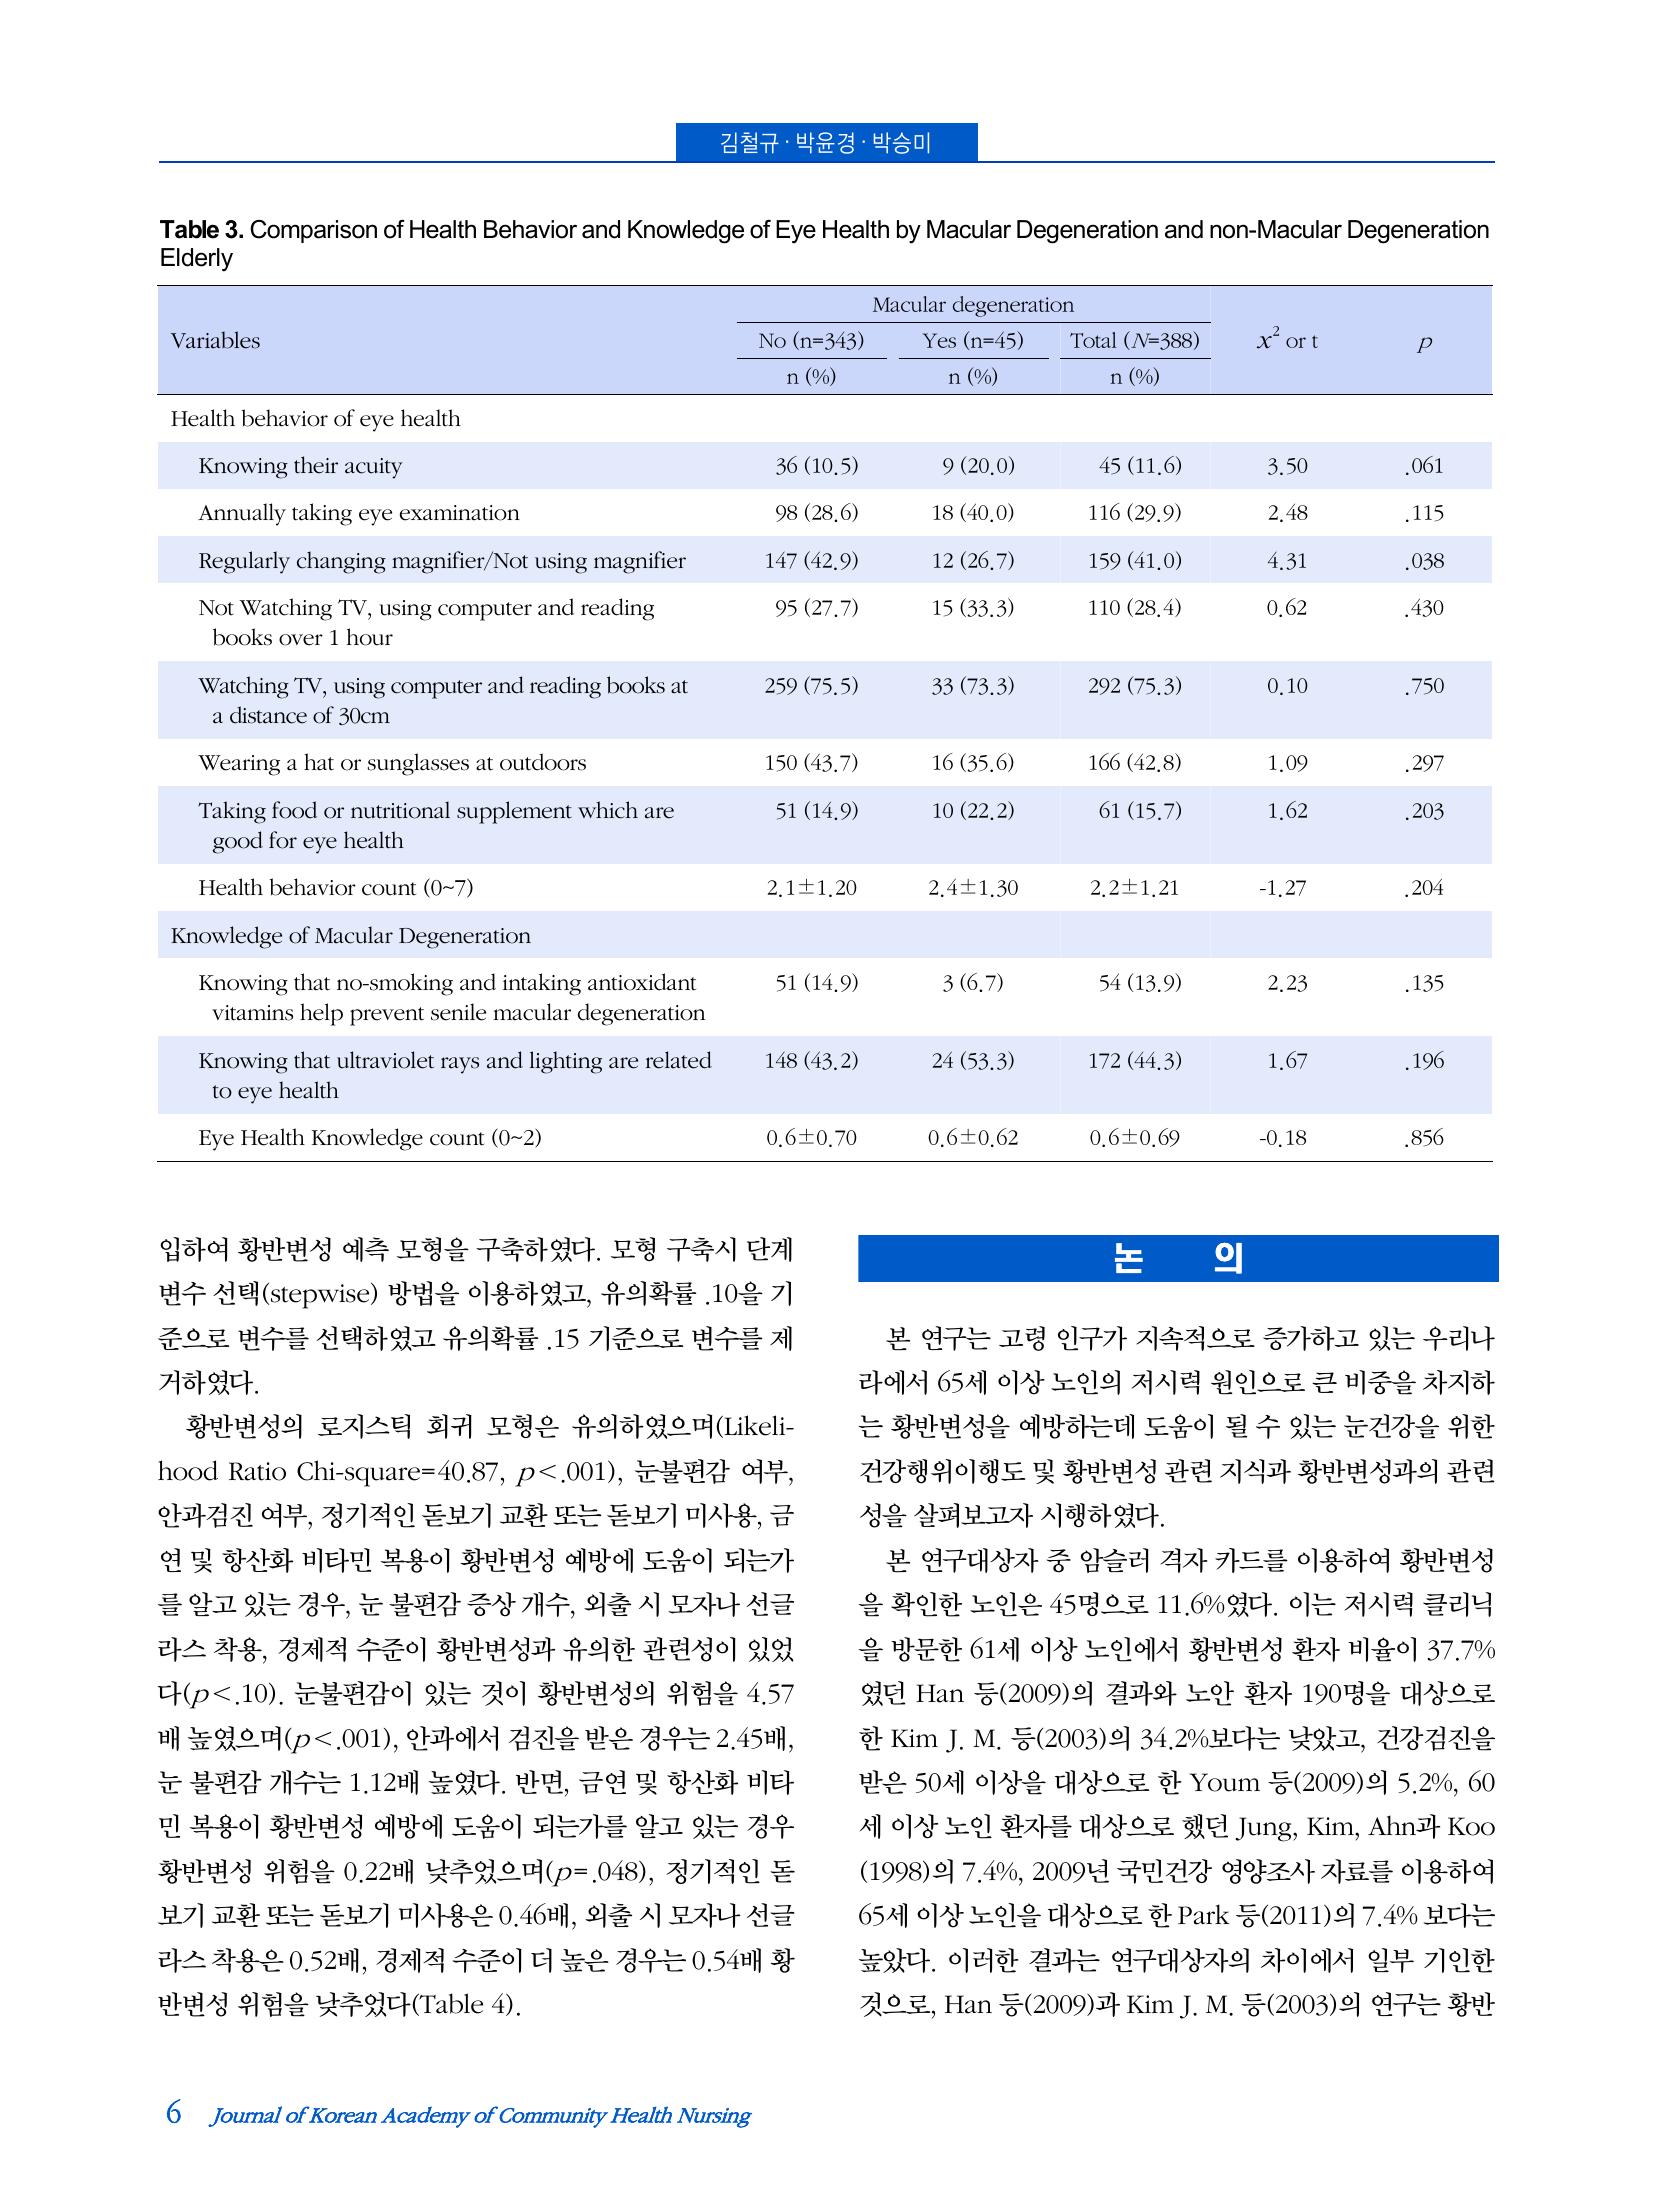 김철규 · 박윤경 · 박승미
Table 3. Comparison of Health Behavior and Knowledge of Eye Health by Macular Degeneration and non-Macular Degeneration
Elderly
Variables
Macular degeneration
No (n=343) Yes (n=45) Total (N=388) x² or t p
n (%) n (%) n (%)
Health behavior of eye health
Knowing their acuity 36 (10.5) 9 (20.0) 45 (11.6) 3.50 .061
Annually taking eye examination 98 (28.6) 18 (40.0) 116 (29.9) 2.48 .115
Regularly changing magnifier/Not using magnifier 147 (42.9) 12 (26.7) 159 (41.0) 4.31 .038
Not Watching TV, using computer and reading 95 (27.7) 15 (33.3) 110 (28.4) 0.62 .430
books over 1 hour
Watching TV, using computer and reading books at 259 (75.5) 33 (73.3) 292 (75.3) 0.10 .750
a distance of 30cm
Wearing a hat or sunglasses at outdoors 150 (43.7) 16 (35.6) 166 (42.8) 1.09 .297
Taking food or nutritional supplement which are 51 (14.9) 10 (22.2) 61 (15.7) 1.62 .203
good for eye health
Health behavior count (0~7) 2.1±1.20 2.4±1.30 2.2±1.21 -1.27 .204
Knowledge of Macular Degeneration
Knowing that no-smoking and intaking antioxidant 51 (14.9) 3 (6.7) 54 (13.9) 2.23 .135
vitamins help prevent senile macular degeneration
Knowing that ultraviolet rays and lighting are related 148 (43.2) 24 (53.3) 172 (44.3) 1.67 .196
to eye health
Eye Health Knowledge count (0~2) 0.6±0.70 0.6±0.62 0.6±0.69 -0.18 .856
입하여 황반변성 예측 모형을 구축하였다. 모형 구축시 단계
변수 선택(stepwise) 방법을 이용하였고, 유의확률 .10을 기
준으로 변수를 선택하였고 유의확률 .15 기준으로 변수를 제
거하였다.
황반변성의 로지스틱 회귀 모형은 유의하였으며(Likeli-
hood Ratio Chi-square=40.87, p<.001), 눈불편감 여부,
안과검진 여부, 정기적인 돋보기 교환 또는 돋보기 미사용, 금
연 및 항산화 비타민 복용이 황반변성 예방에 도움이 되는가
를 알고 있는 경우, 눈 불편감 증상 개수, 외출 시 모자나 선글
라스 착용, 경제적 수준이 황반변성과 유의한 관련성이 있었
다(p<.10). 눈불편감이 있는 것이 황반변성의 위험을 4.57
배 높였으며(p<.001), 안과에서 검진을 받은 경우는 2.45배,
눈 불편감 개수는 1.12배 높였다. 반면, 금연 및 항산화 비타
민 복용이 황반변성 예방에 도움이 되는가를 알고 있는 경우
황반변성 위험을 0.22배 낮추었으며(p=.048), 정기적인 돋
보기 교환 또는 돋보기 미사용은 0.46배, 외출 시 모자나 선글
라스 착용은 0.52배, 경제적 수준이 더 높은 경우는 0.54배 황
반변성 위험을 낮추었다(Table 4).
논 의
본 연구는 고령 인구가 지속적으로 증가하고 있는 우리나
라에서 65세 이상 노인의 저시력 원인으로 큰 비중을 차지하
는 황반변성을 예방하는데 도움이 될 수 있는 눈건강을 위한
건강행위이행도 및 황반변성 관련 지식과 황반변성과의 관련
성을 살펴보고자 시행하였다.
본 연구대상자 중 암슬러 격자 카드를 이용하여 황반변성
을 확인한 노인은 45명으로 11.6%였다. 이는 저시력 클리닉
을 방문한 61세 이상 노인에서 황반변성 환자 비율이 37.7%
였던 Han 등(2009)의 결과와 노안 환자 190명을 대상으로
한 Kim J. M. 등(2003)의 34.2%보다는 낮았고, 건강검진을
받은 50세 이상을 대상으로 한 Youm 등(2009)의 5.2%, 60
세 이상 노인 환자를 대상으로 했던 Jung, Kim, Ahn과 Koo
(1998)의 7.4%, 2009년 국민건강 영양조사 자료를 이용하여
65세 이상 노인을 대상으로 한 Park 등(2011)의 7.4% 보다는
높았다. 이러한 결과는 연구대상자의 차이에서 일부 기인한
것으로, Han 등(2009)과 Kim J. M. 등(2003)의 연구는 황반
6 Journal of Korean Academy of Community Health Nursing